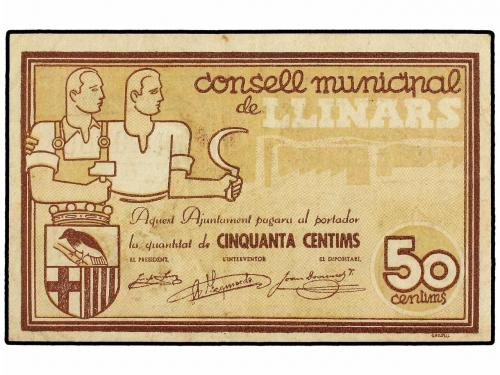 consell municipal
de LLINARS
Aquest Ajuntament pagara al portador
la quantitat de CINQUANTA CENTIMS
EL PRESIDENT. L'INTERVENTOR EL DIPOSITARI,
50
centims